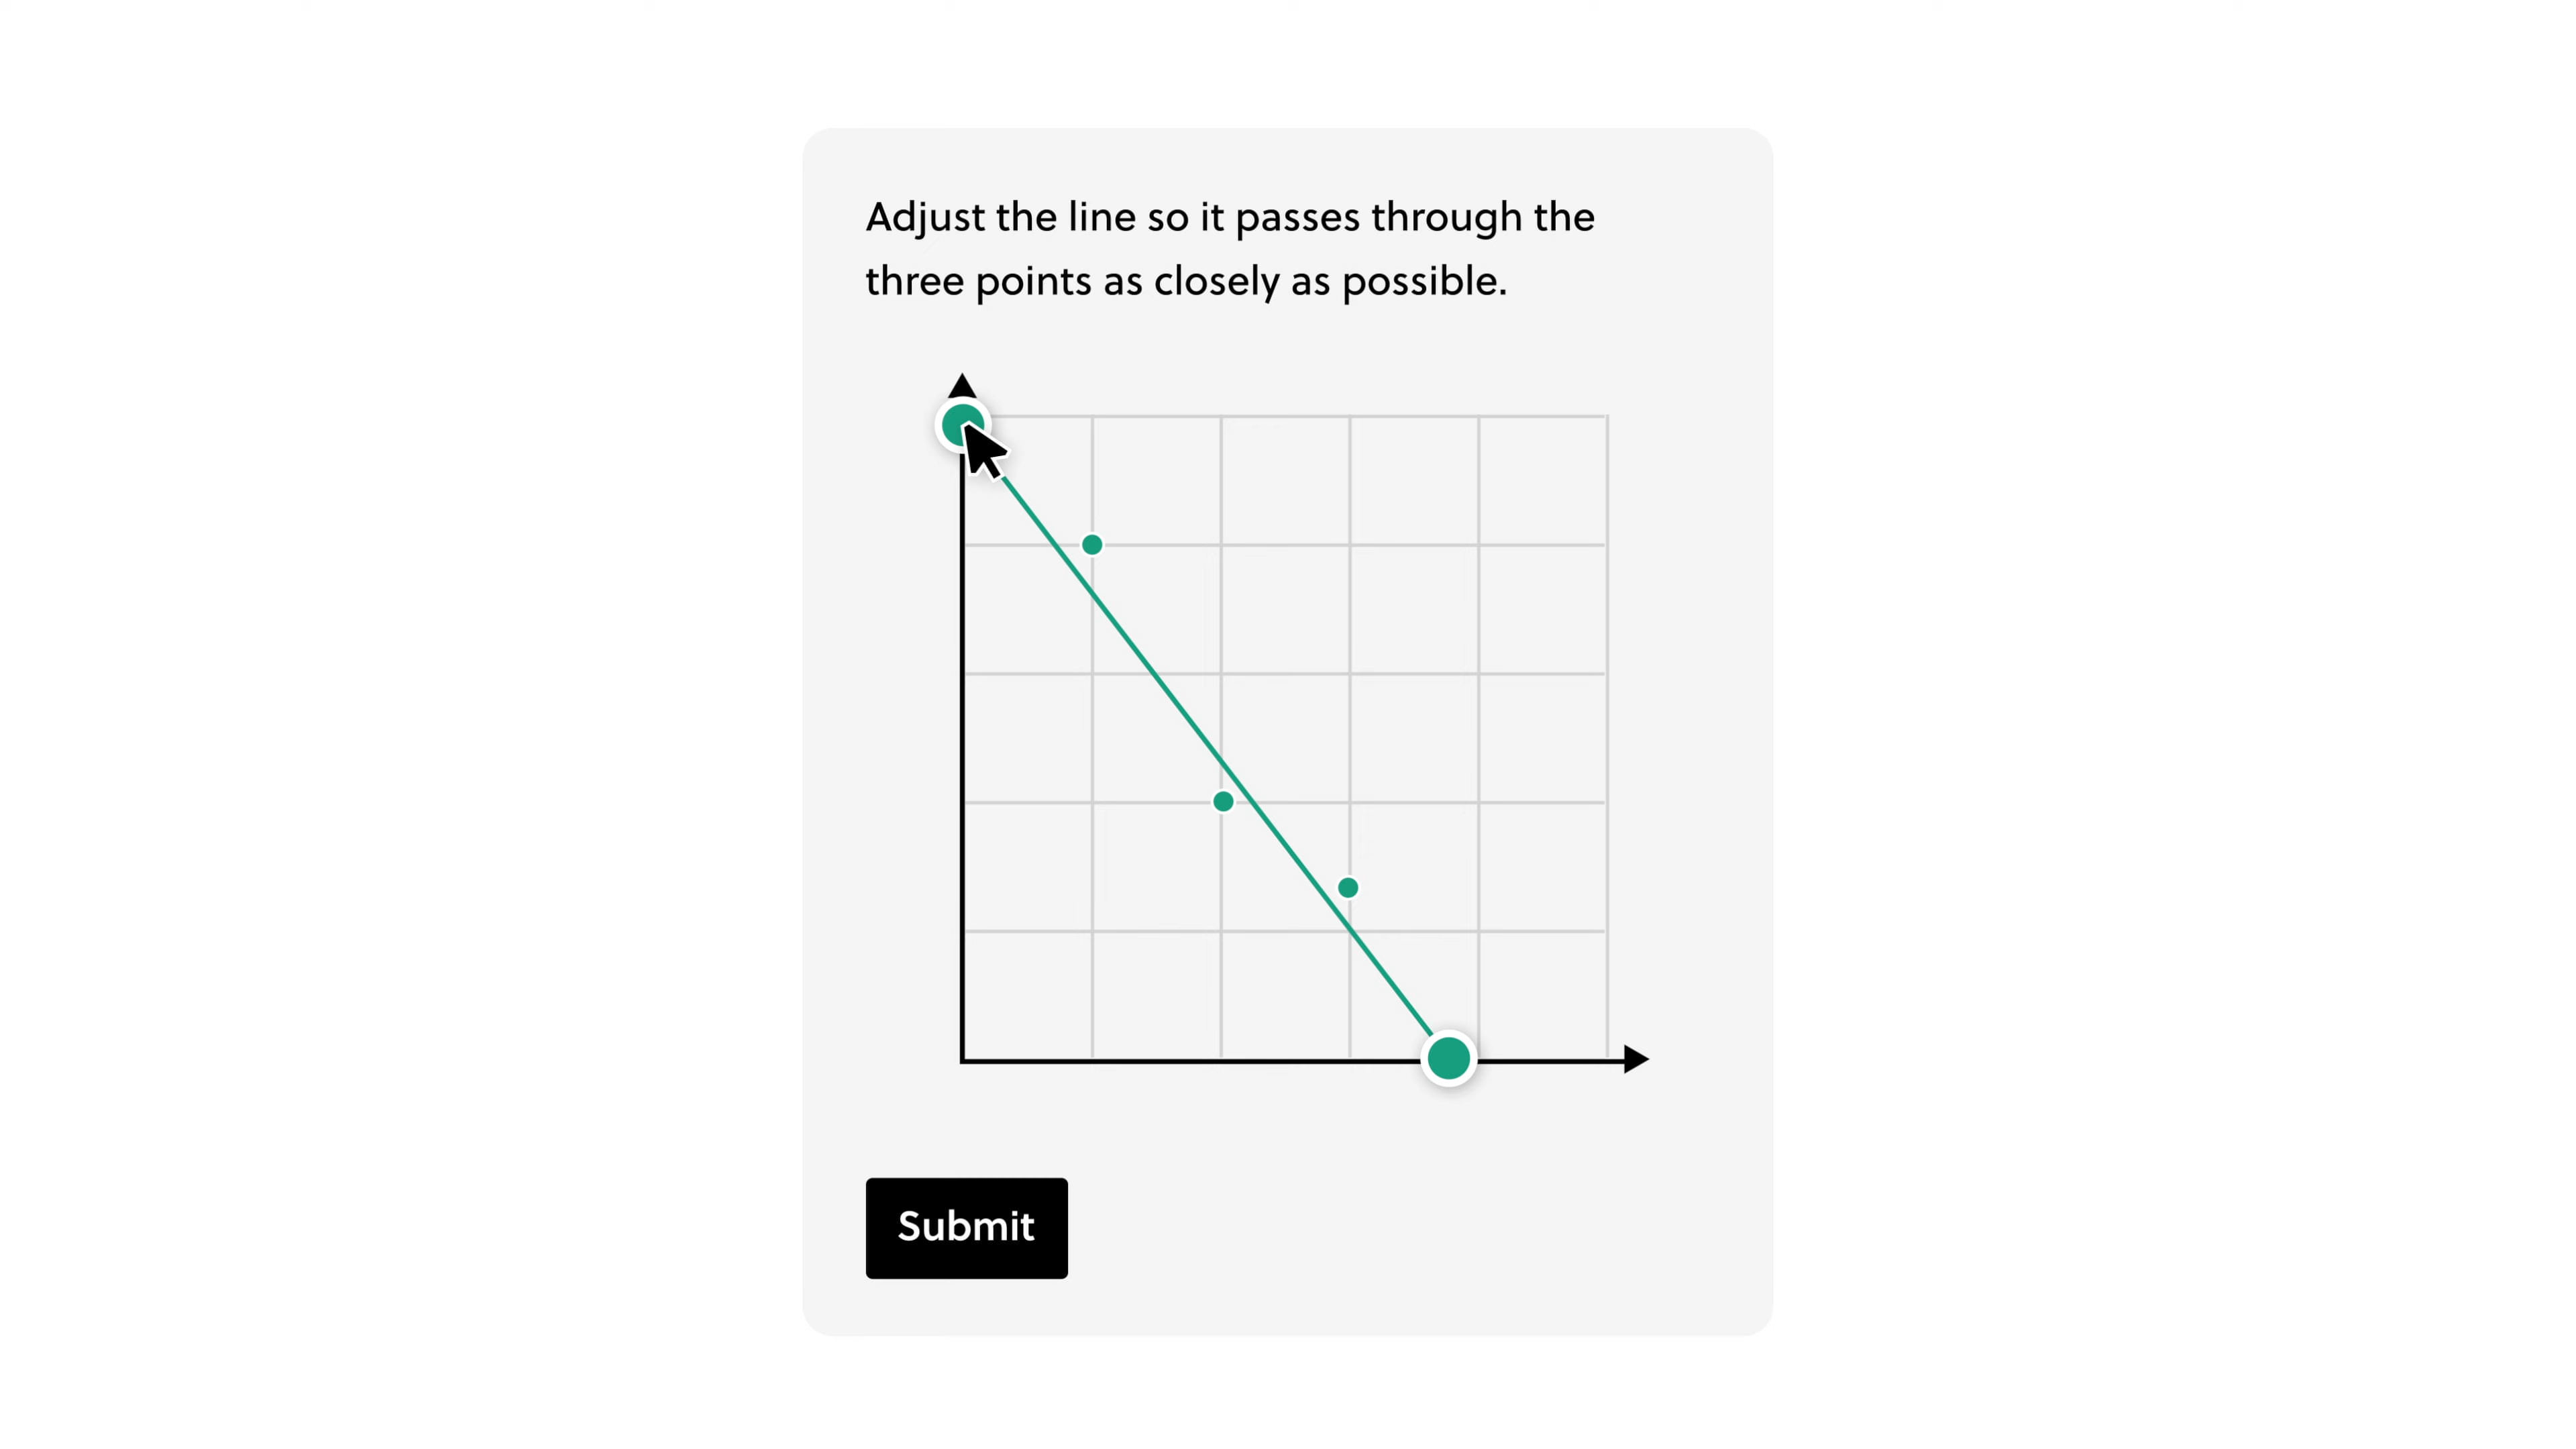 Adjust the line so it passes through the
three points as closely as possible.
Submit